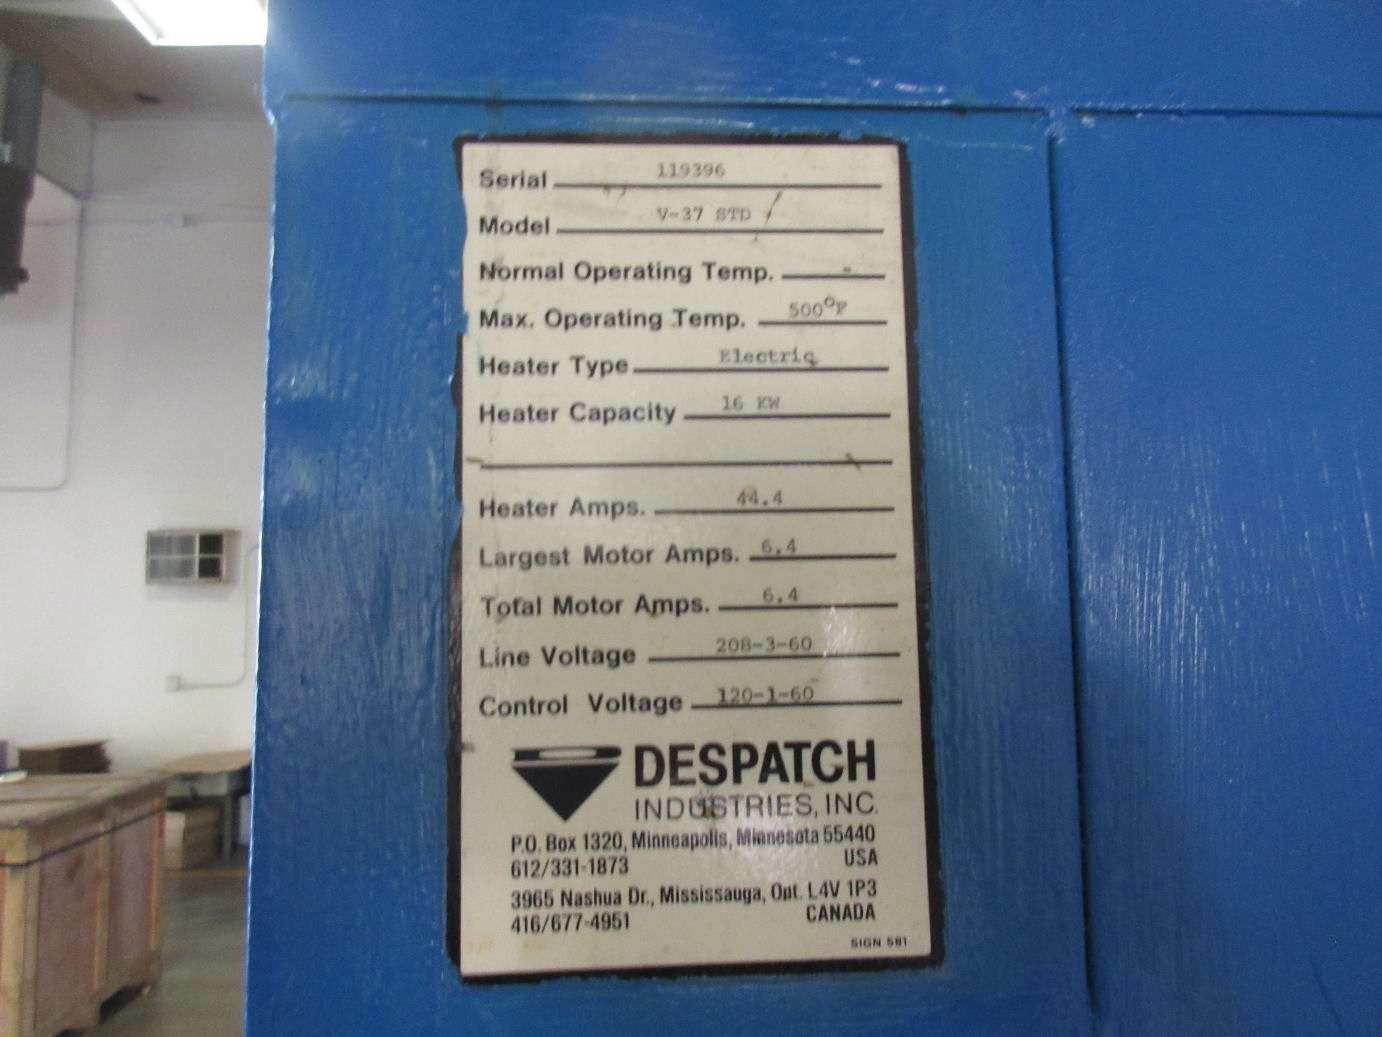 Serial 119396
Model V-37 STD
Normal Operating Temp. -
Max. Operating Temp. 500°F
Heater Type Electric
Heater Capacity 16 KW
Heater Amps. 44.4
Largest Motor Amps. 6.4
Total Motor Amps. 6.4
Line Voltage 208-3-60
Control Voltage 120-1-60
DESPATCH
INDUSTRIES, INC.
P.O. Box 1320, Minneapolis, Minnesota 55440
612/331-1873 USA
3965 Nashua Dr., Mississauga, Ont. L4V 1P3
416/677-4951 CANADA
SIGN 581